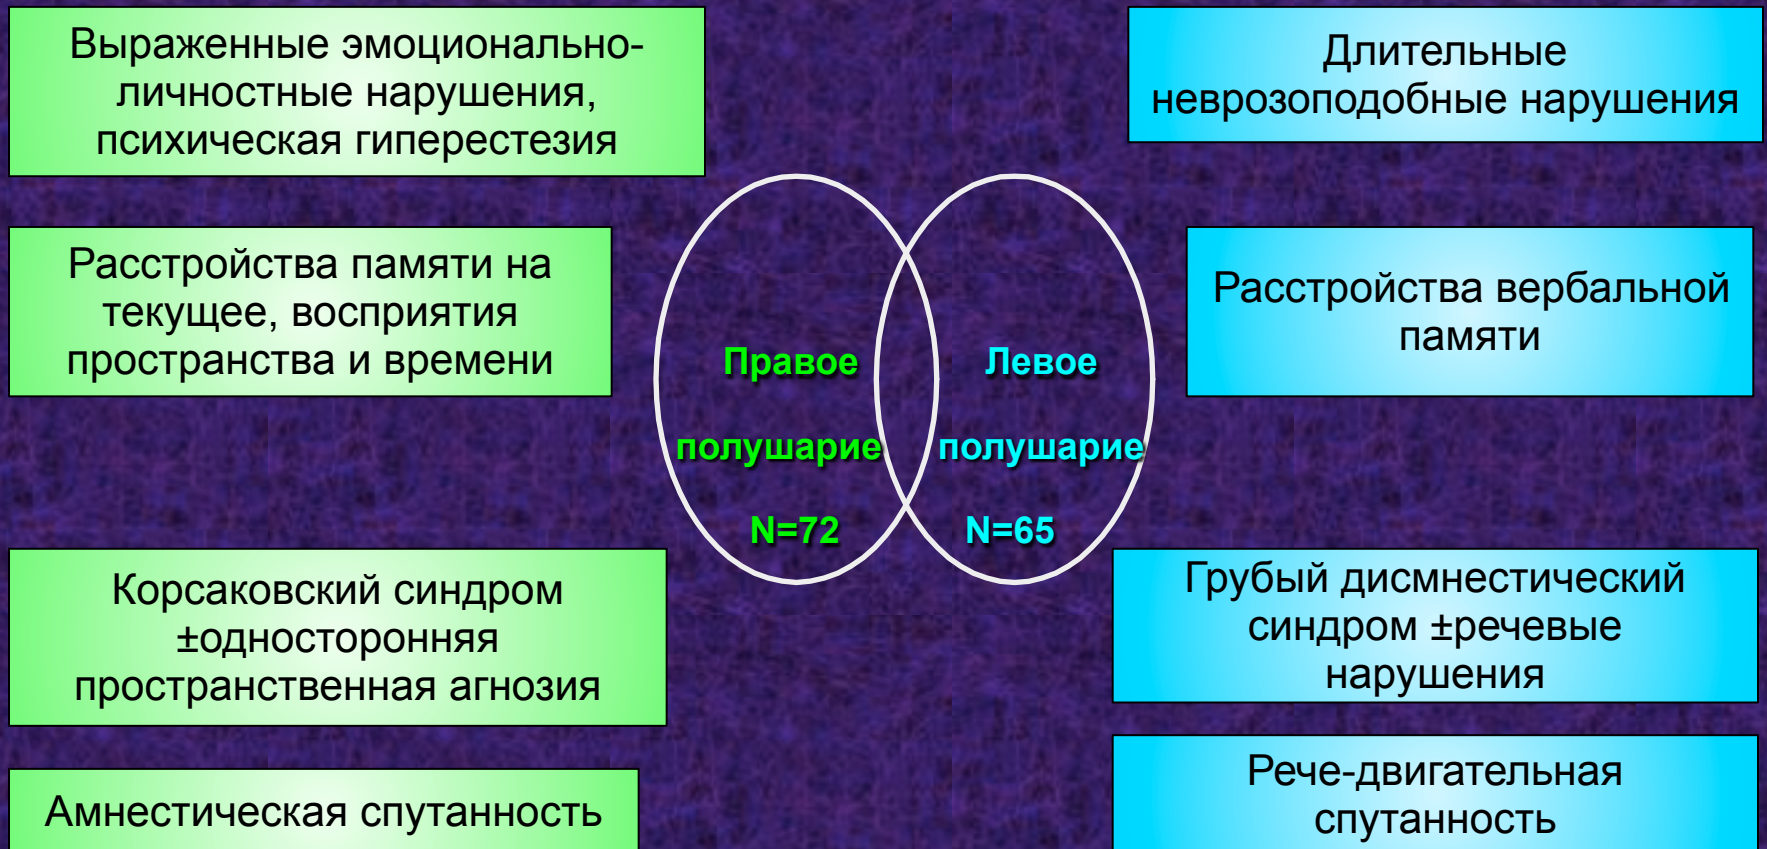 Выраженные эмоционально-
личностные нарушения,
психическая гиперестезия
Длительные
неврозоподобные нарушения
Расстройства памяти на
текущее, восприятия
пространства и времени
Расстройства вербальной
памяти
Правое
полушарие
N=72
Левое
полушарие
N=65
Корсаковский синдром
±односторонняя
пространственная агнозия
Грубый дисмнестический
синдром ±речевые
нарушения
Амнестическая спутанность
Рече-двигательная
спутанность